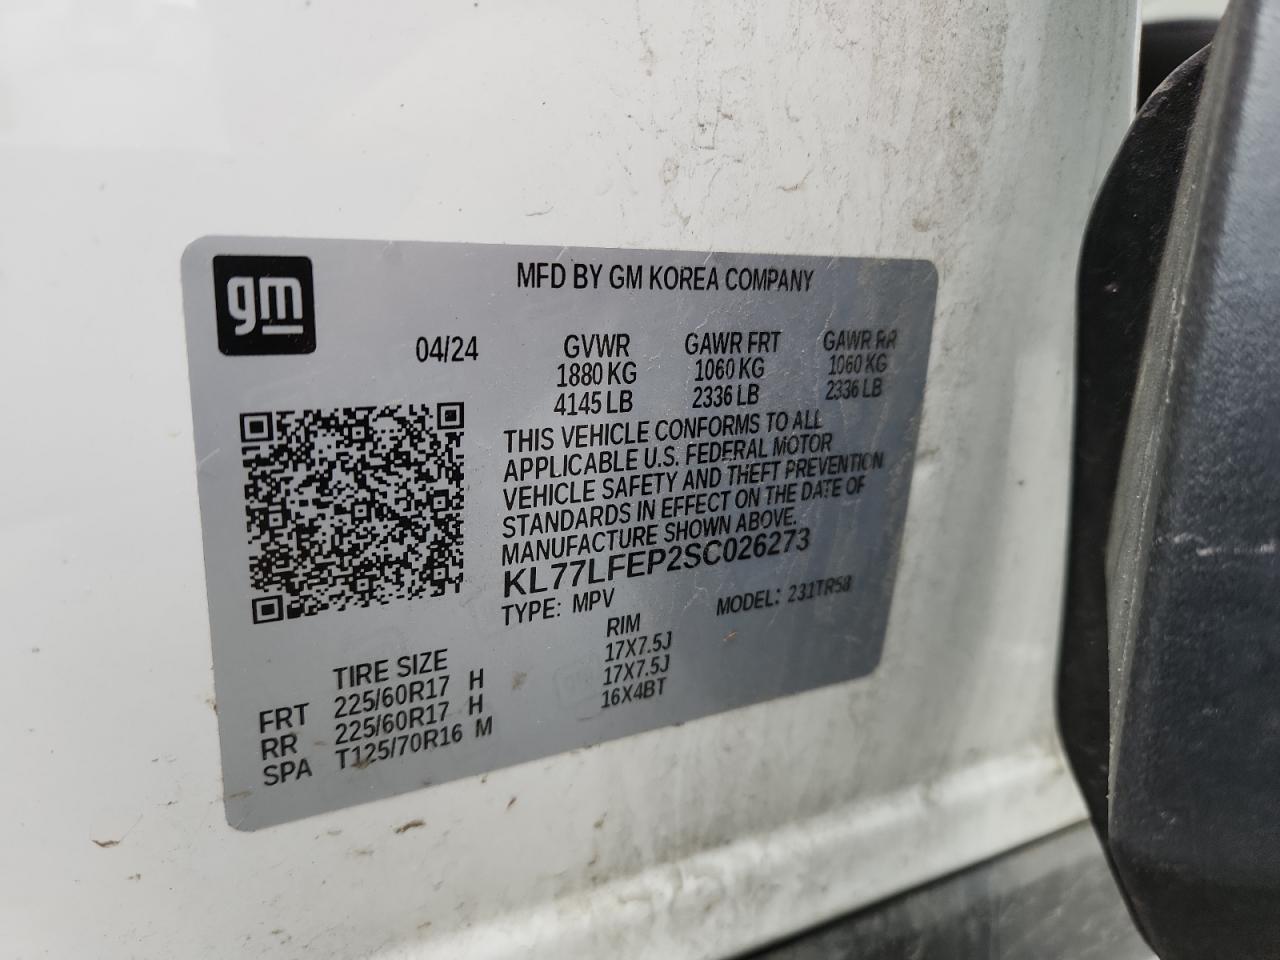 gm
MFD BY GM KOREA COMPANY
04/24
GVWR GAWR FRT GAWR RR
1880 KG 1060 KG 1060 KG
4145 LB 2336 LB 2336 LB
THIS VEHICLE CONFORMS TO ALL
APPLICABLE U.S. FEDERAL MOTOR
VEHICLE SAFETY AND THEFT PREVENTION
STANDARDS IN EFFECT ON THE DATE OF
MANUFACTURE SHOWN ABOVE.
KL77LFEP2SC026273
TYPE: MPV MODEL: 231TR58
TIRE SIZE RIM
FRT 225/60R17 H 17X7.5J
RR 225/60R17 H 17X7.5J
SPA T125/70R16 M 16X4BT